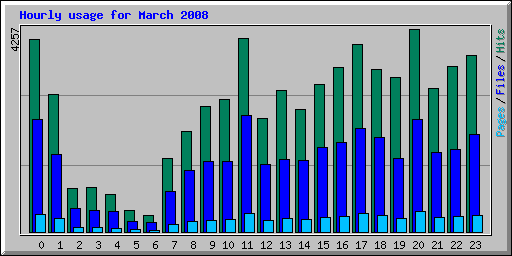 Hourly usage for March 2008
4257
Pages/Files/Hits
0 1 2 3 4 5 6 7 8 9 10 11 12 13 14 15 16 17 18 19 20 21 22 23